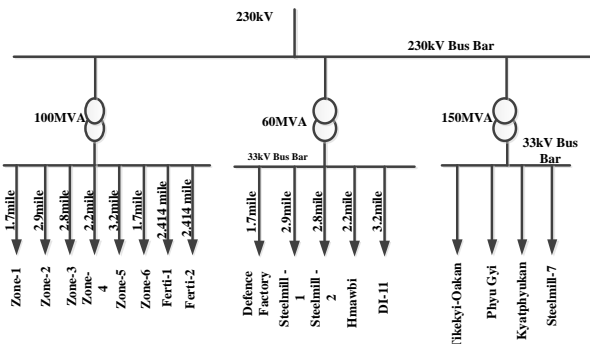 230kV
230kV Bus Bar
100MVA
60MVA
150MVA
33kV Bus Bar
33kV Bus
Bar
1.7mile
2.9mile
2.8mile
2.2mile
3.2mile
1.7mile
2.414 mile
2.414 mile
1.7mile
2.9mile
2.8mile
2.2mile
3.2mile
Zone-1
Zone-2
Zone-3
Zone-
4
Zone-5
Zone-6
Ferti-1
Ferti-2
Defence
Factory
Steelmill -
1
Steelmill -
2
Hmawbi
DI-11
Tikekyi-Oakan
Phyu Gyi
Kyatphyukan
Steelmill-7